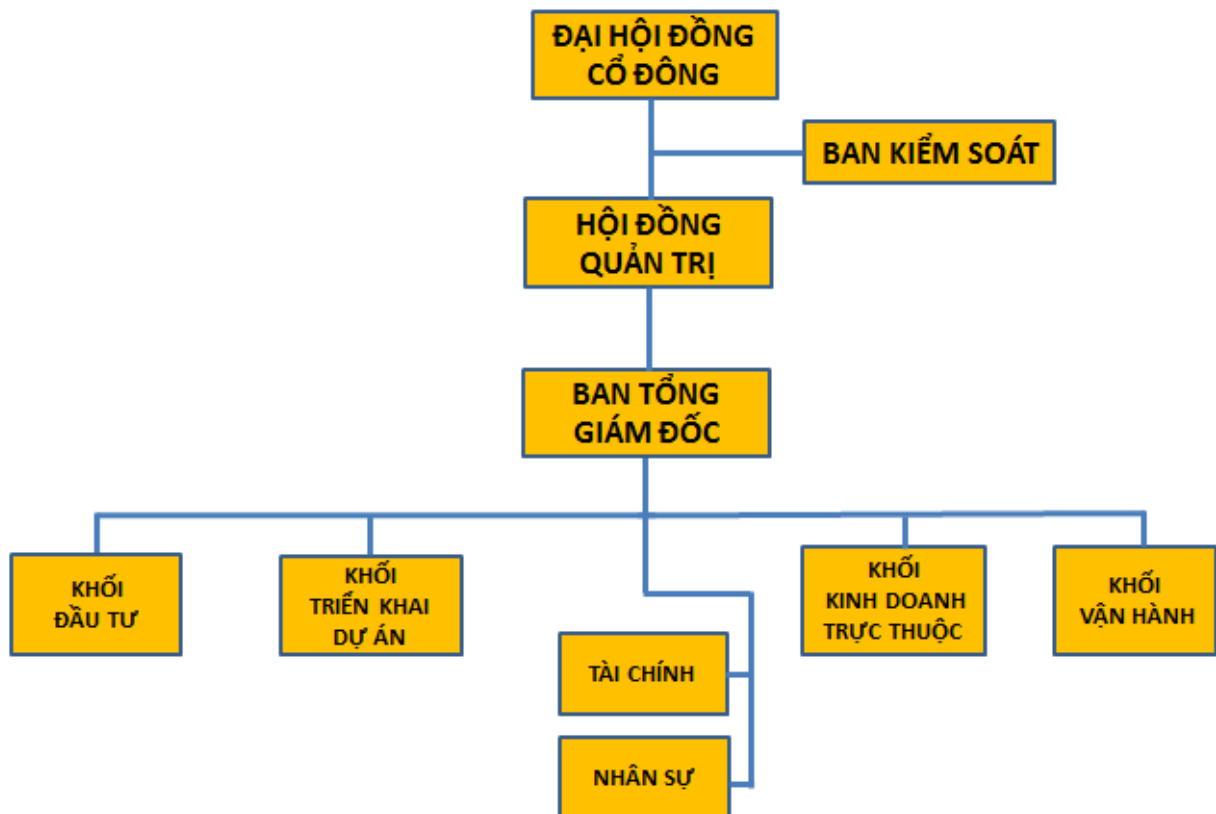 ĐẠI HỘI ĐỒNG
CỔ ĐÔNG
BAN KIỂM SOÁT
HỘI ĐỒNG
QUẢN TRỊ
BAN TỔNG
GIÁM ĐỐC
KHỐI
ĐẦU TƯ
KHỐI
TRIỂN KHAI
DỰ ÁN
KHỐI
KINH DOANH
TRỰC THUỘC
KHỐI
VẬN HÀNH
TÀI CHÍNH
NHÂN SỰ